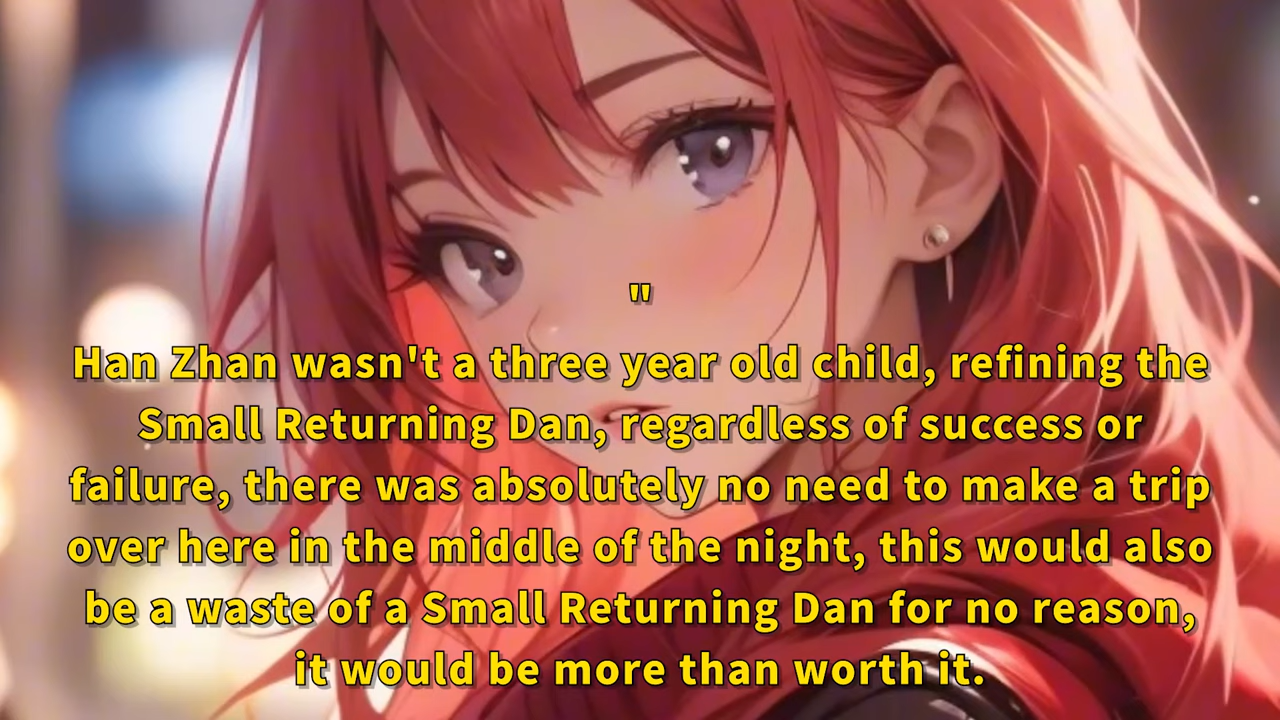 "
Han Zhan wasn't a three year old child, refining the
Small Returning Dan, regardless of success or
failure, there was absolutely no need to make a trip
over here in the middle of the night, this would also
be a waste of a Small Returning Dan for no reason,
it would be more than worth it.